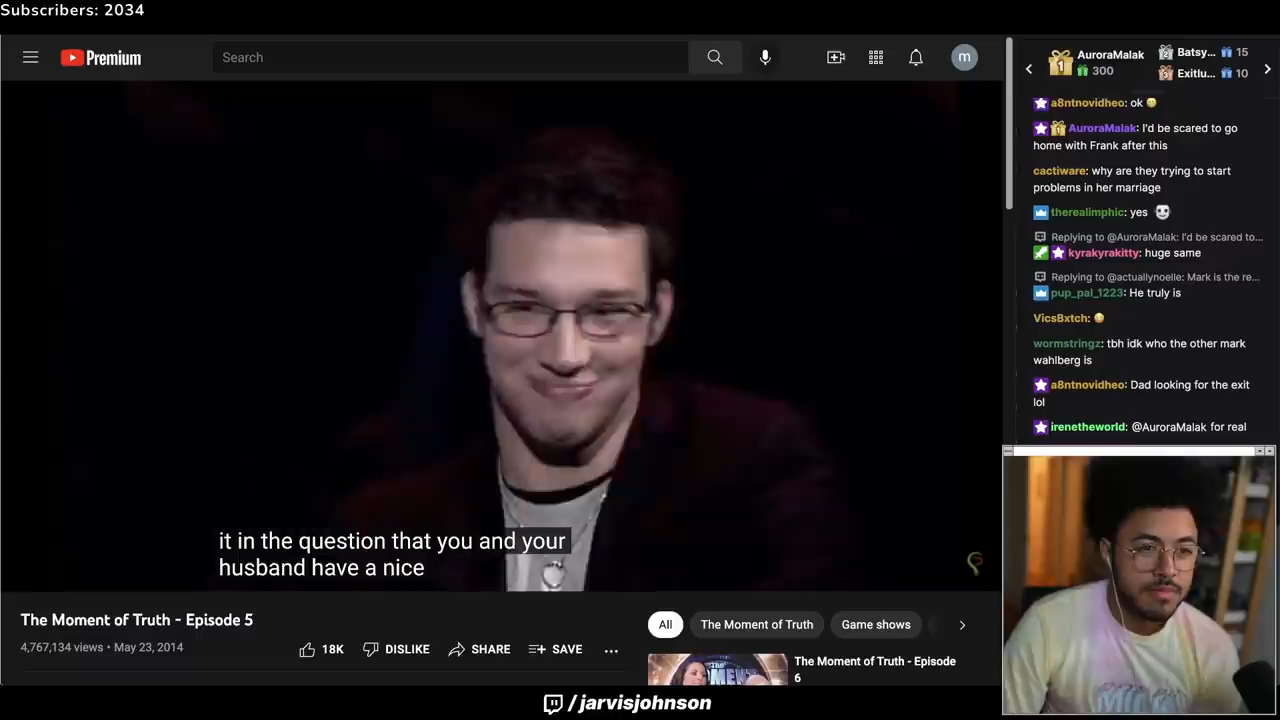 Subscribers: 2034
Premium
Search
m
AuroraMalak
300
Batsy... 15
Exitlu... 10
a8ntnovidheo: ok
AuroraMalak: I'd be scared to go
home with Frank after this
cactiware: why are they trying to start
problems in her marriage
therealimphic: yes
Replying to @AuroraMalak: I'd be scared to...
kyrakyrakitty: huge same
Replying to @actuallynoelle: Mark is the re...
pup_pal_1223: He truly is
VicsBxtch:
wormstringz: tbh idk who the other mark
wahlberg is
a8ntnovidheo: Dad looking for the exit
lol
irenetheworld: @AuroraMalak for real
it in the question that you and your
husband have a nice
The Moment of Truth - Episode 5
4,767,134 views • May 23, 2014
18K
DISLIKE
SHARE
SAVE
All
The Moment of Truth
Game shows
The Moment of Truth - Episode
6
/jarvisjohnson